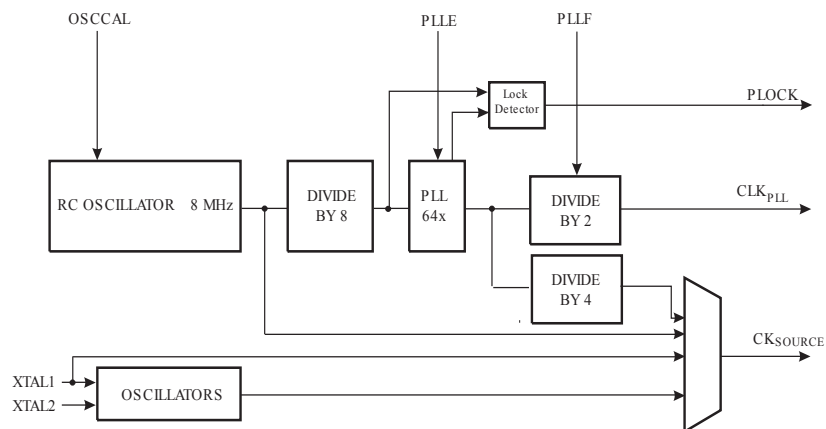 OSCCAL
PLLE
PLLF
Lock
Detector
PLOCK
RC OSCILLATOR 8 MHz
DIVIDE
BY 8
PLL
64x
DIVIDE
BY 2
CLKPLL
DIVIDE
BY 4
CKSOURCE
XTAL1
XTAL2
OSCILLATORS